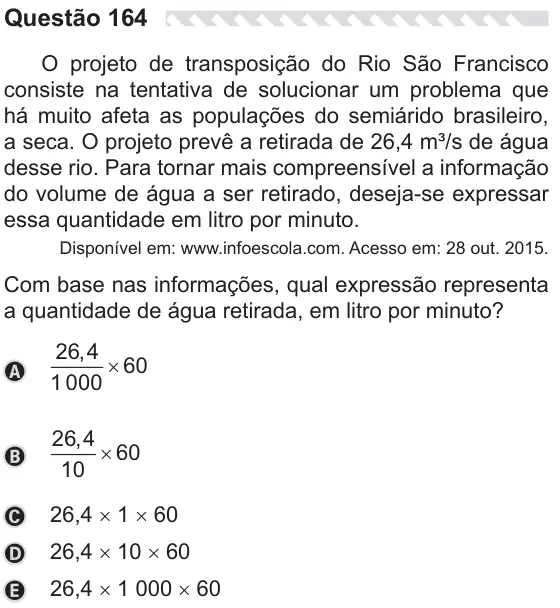 Questão 164
O projeto de transposição do Rio São Francisco
consiste na tentativa de solucionar um problema que
há muito afeta as populações do semiárido brasileiro,
a seca. O projeto prevê a retirada de 26,4 m³/s de água
desse rio. Para tornar mais compreensível a informação
do volume de água a ser retirado, deseja-se expressar
essa quantidade em litro por minuto.
Disponível em: www.infoescola.com. Acesso em: 28 out. 2015.
Com base nas informações, qual expressão representa
a quantidade de água retirada, em litro por minuto?
A 26,4/1 000 × 60
B 26,4/10 × 60
C 26,4 × 1 × 60
D 26,4 × 10 × 60
E 26,4 × 1 000 × 60